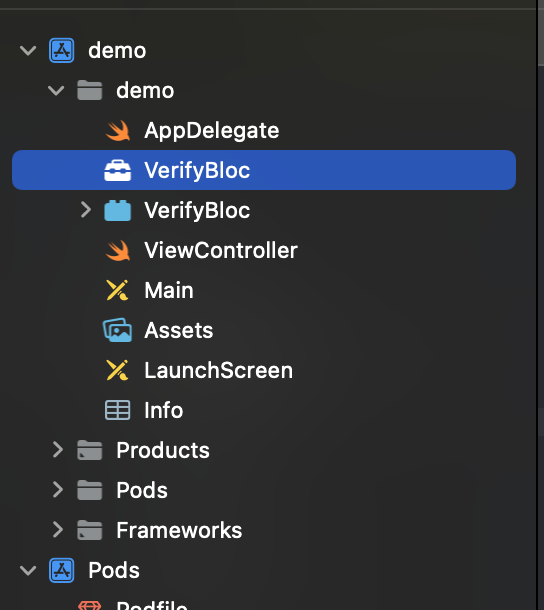 demo
demo
AppDelegate
VerifyBloc
VerifyBloc
ViewController
Main
Assets
LaunchScreen
Info
Products
Pods
Frameworks
Pods
Podfile